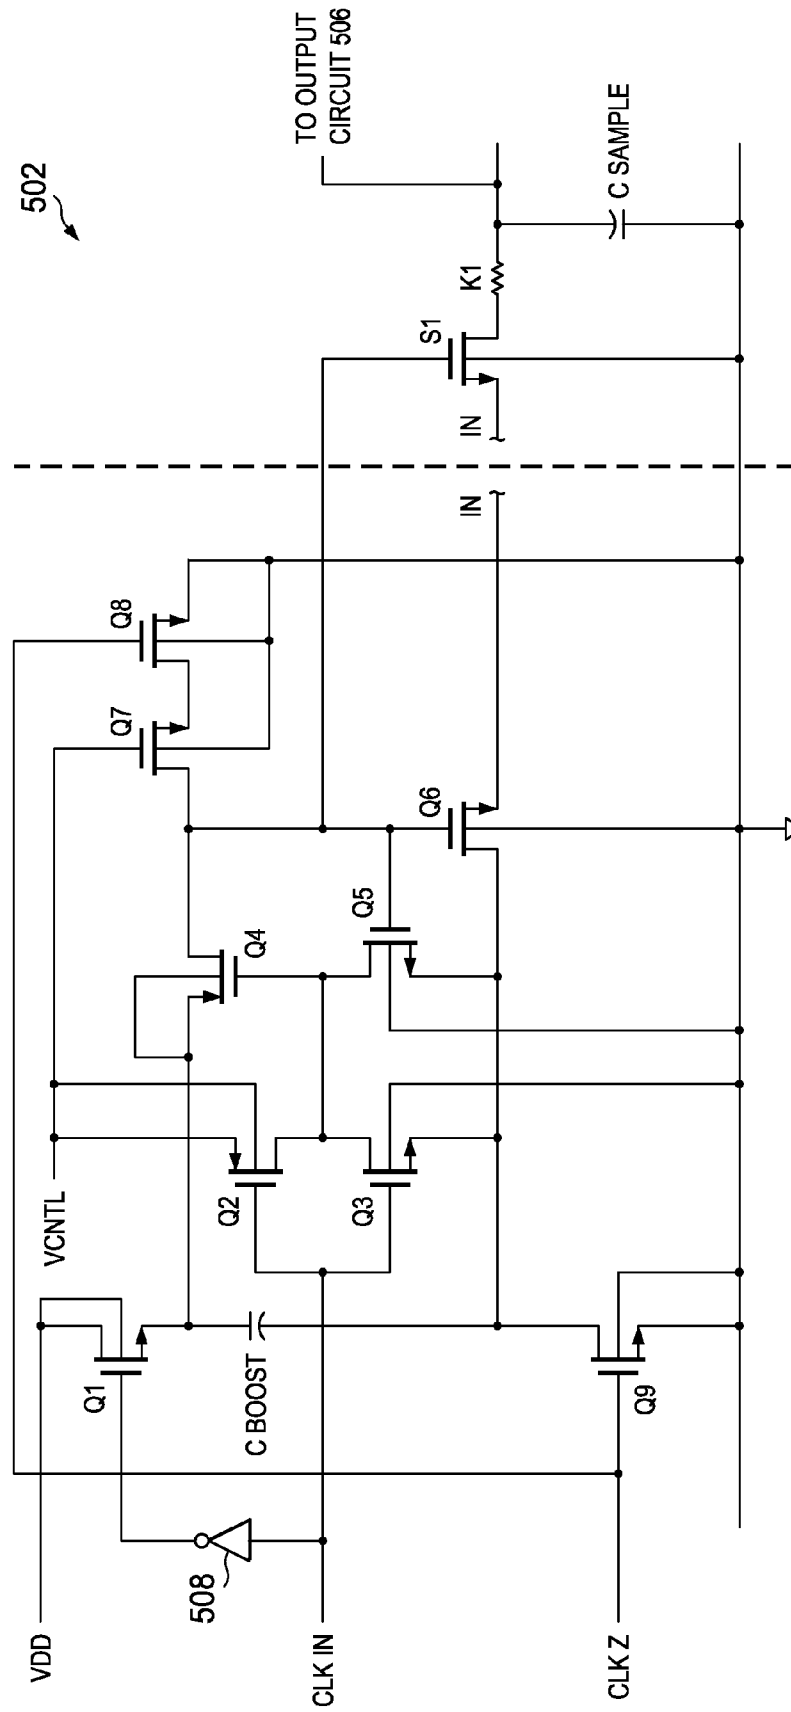 502
TO OUTPUT
CIRCUIT 506
C SAMPLE
K1
S1
IN
IN
Q8
Q7
Q6
Q5
Q4
VCNTL
Q2
Q3
Q1
C BOOST
Q9
508
VDD
CLK IN
CLK Z